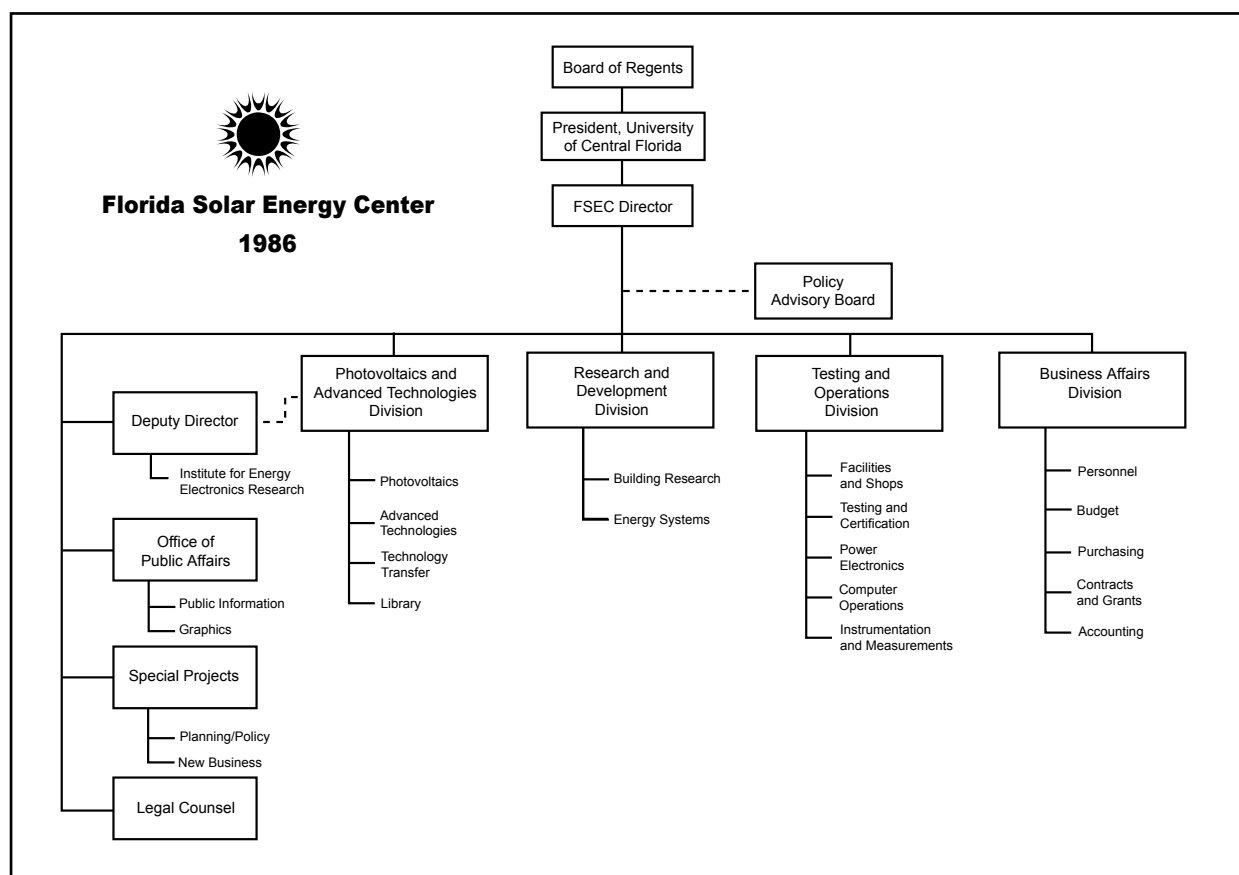 Board of Regents
President, University
of Central Florida
Florida Solar Energy Center
1986
FSEC Director
Policy
Advisory Board
Deputy Director
Institute for Energy
Electronics Research
Office of
Public Affairs
Public Information
Graphics
Special Projects
Planning/Policy
New Business
Legal Counsel
Photovoltaics and
Advanced Technologies
Division
Photovoltaics
Advanced
Technologies
Technology
Transfer
Library
Research and
Development
Division
Building Research
Energy Systems
Testing and
Operations
Division
Facilities
and Shops
Testing and
Certification
Power
Electronics
Computer
Operations
Instrumentation
and Measurements
Business Affairs
Division
Personnel
Budget
Purchasing
Contracts
and Grants
Accounting